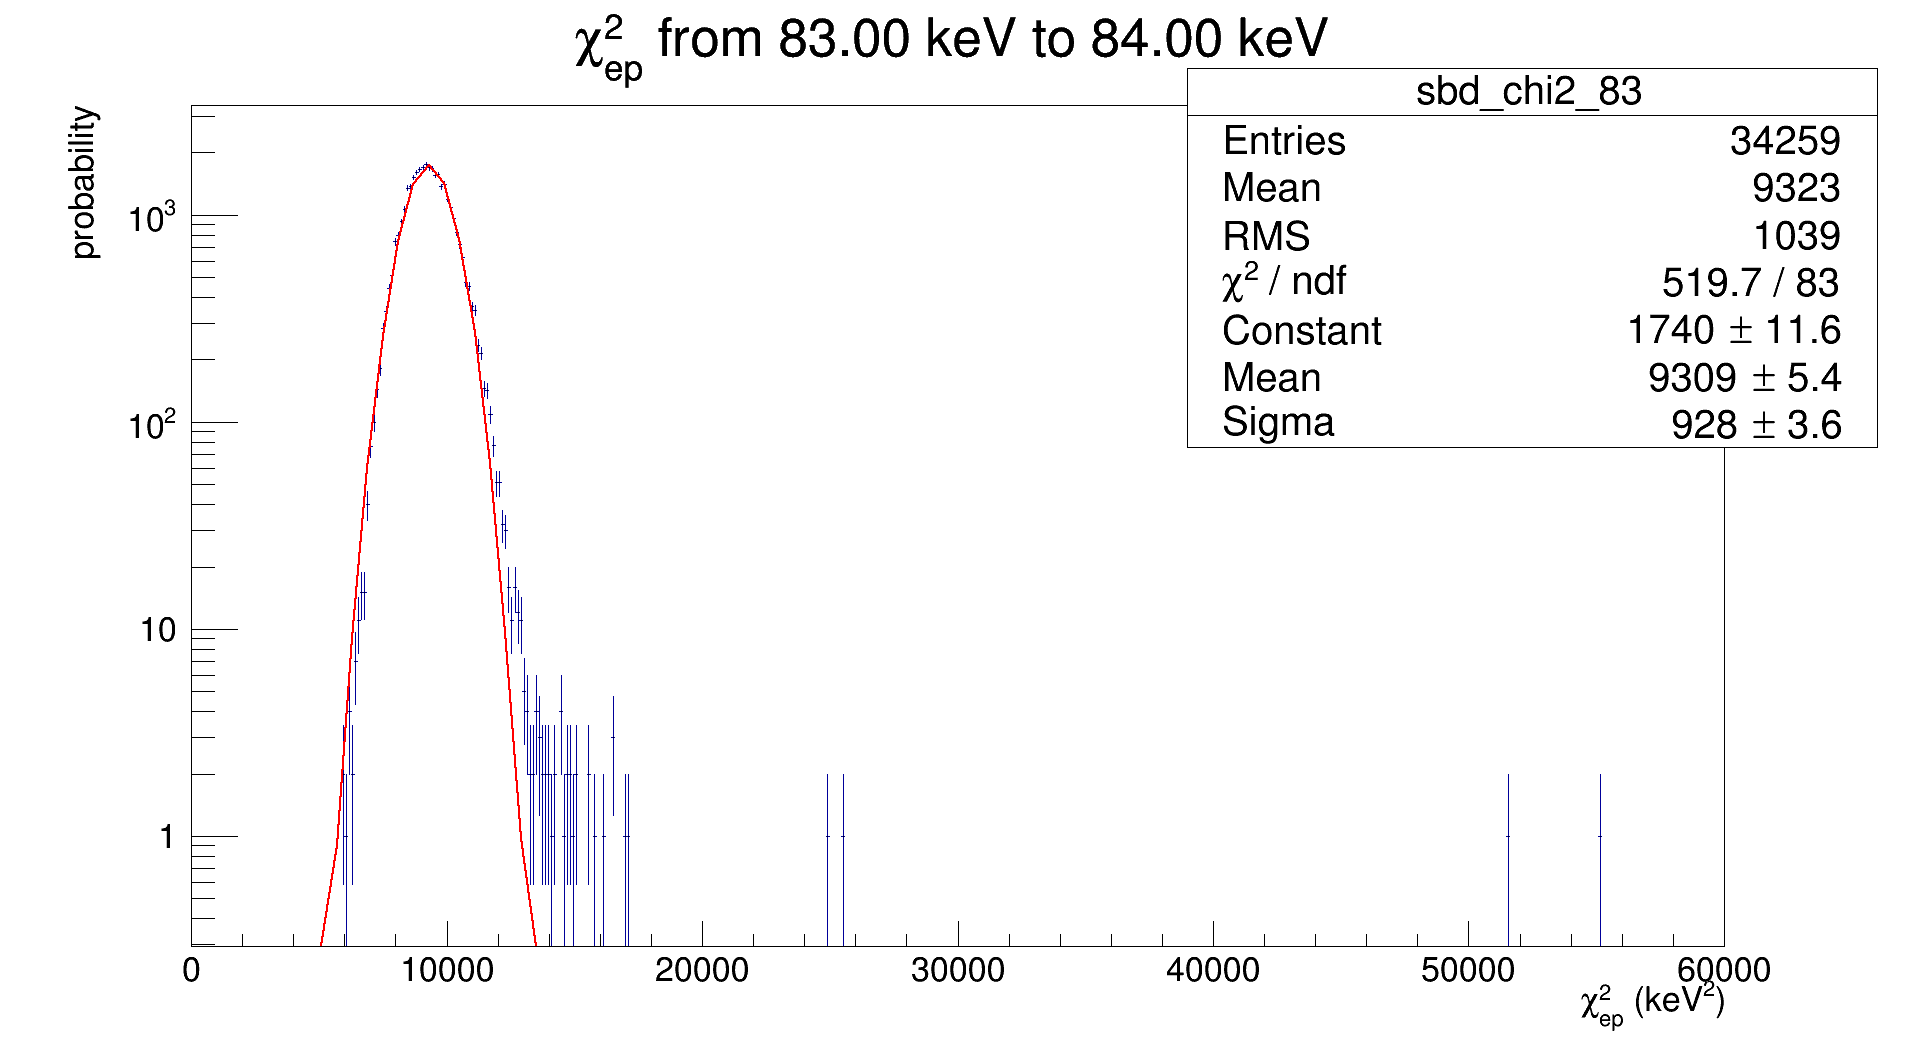 χ²ep from 83.00 keV to 84.00 keV
sbd_chi2_83
Entries 34259
Mean 9323
RMS 1039
χ² / ndf 519.7 / 83
Constant 1740 ± 11.6
Mean 9309 ± 5.4
Sigma 928 ± 3.6
probability
10³
10²
10
1
0 10000 20000 30000 40000 50000 60000
χ²ep (keV²)